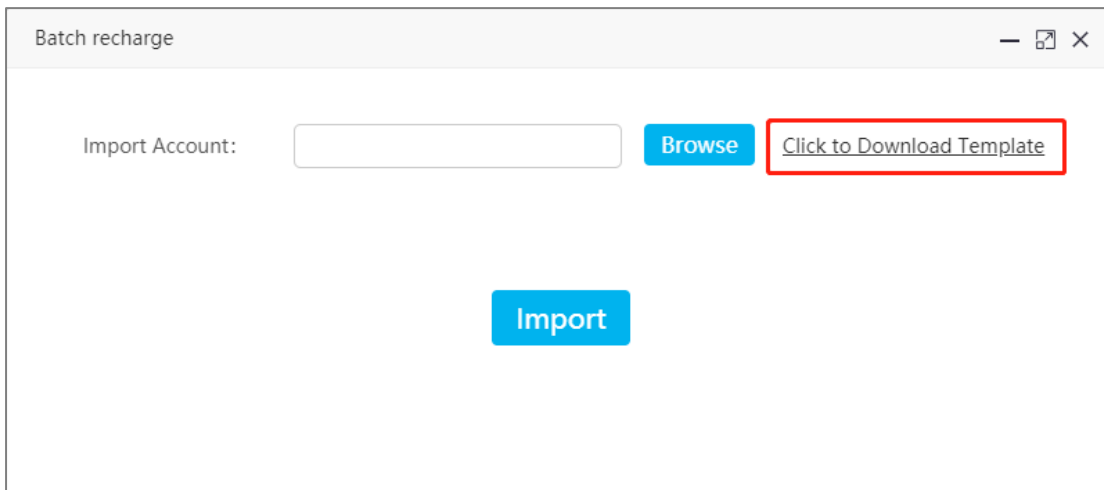 Batch recharge
Import Account: Browse Click to Download Template
Import